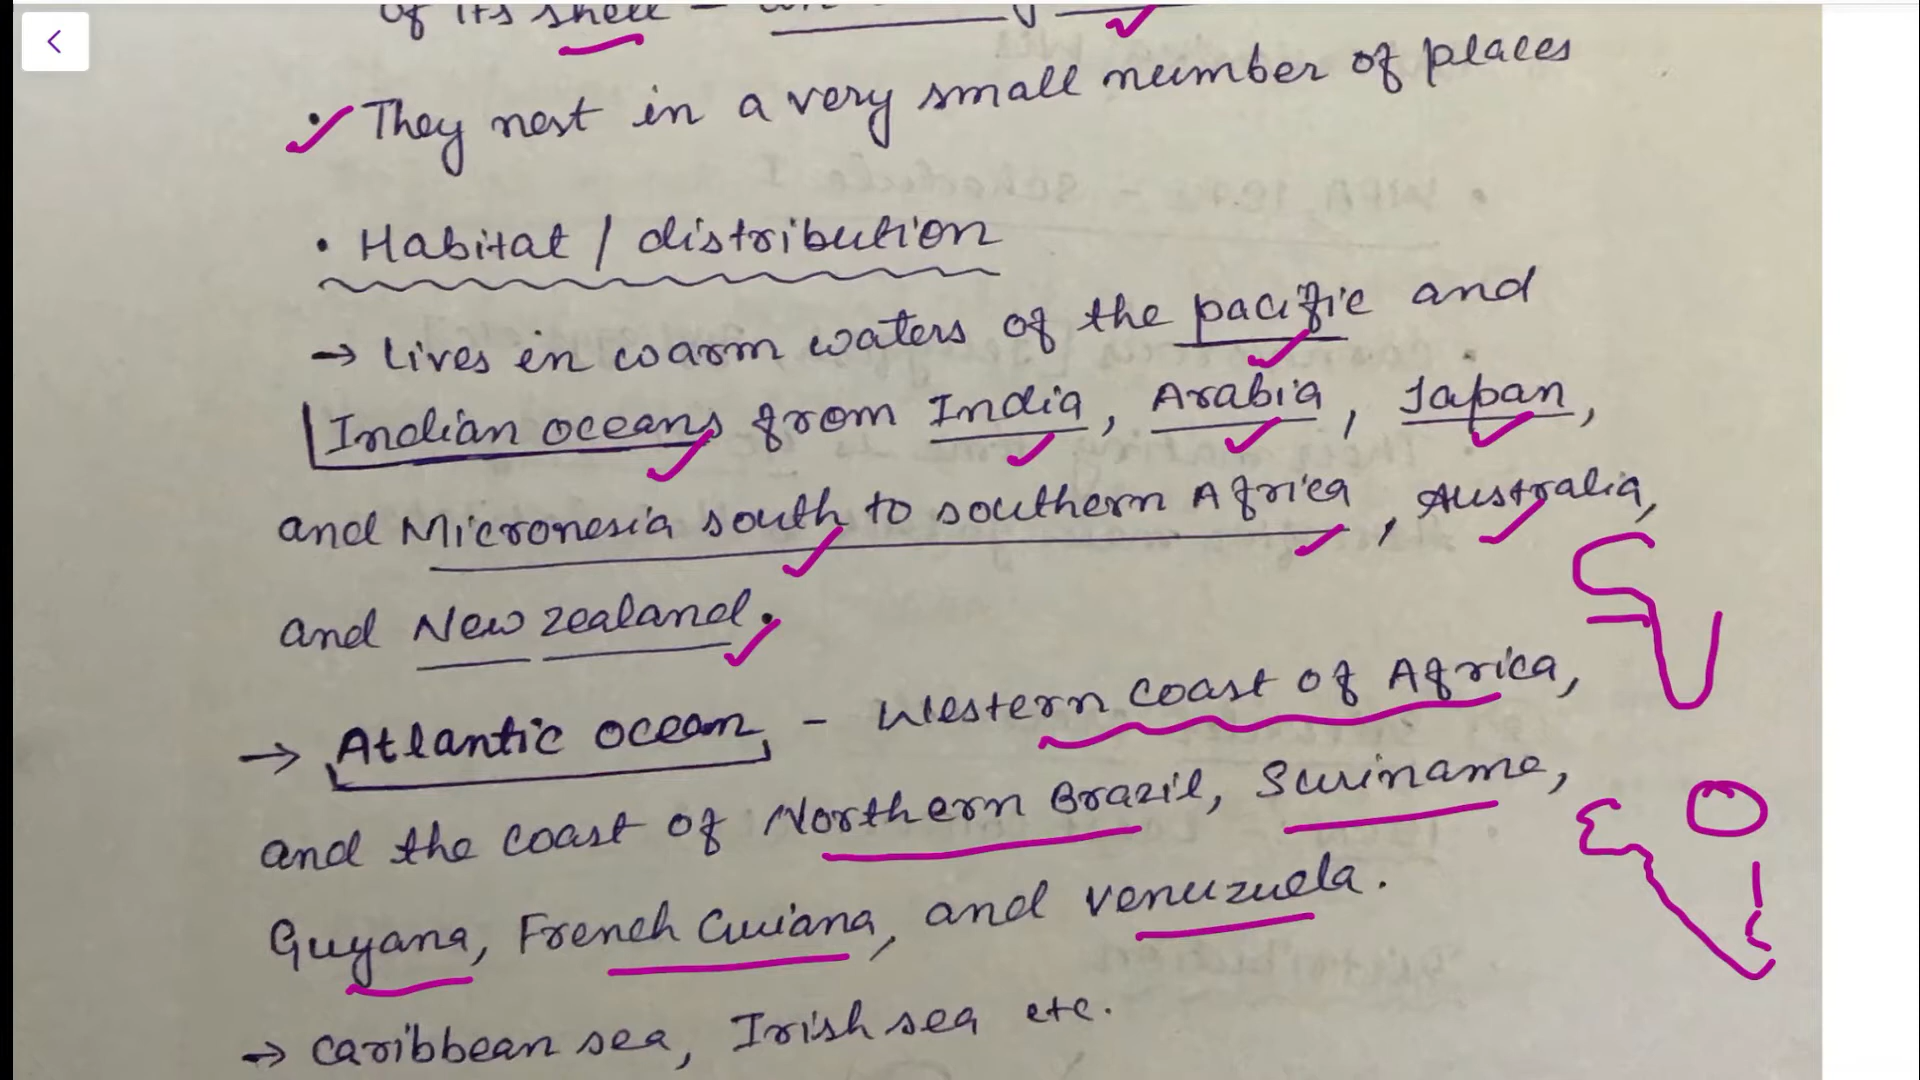 of its shell -
• They nest in a very small number of places
• Habitat / distribution
→ Lives in warm waters of the pacific and
Indian oceans from India, Arabia, Japan,
and Micronesia south to southern Africa, Australia,
and New zealand.
→ Atlantic ocean - Western coast of Africa,
and the coast of Northern Brazil, Suriname,
Guyana, French Guiana, and Venuzuela.
→ Caribbean sea, Irish sea etc.